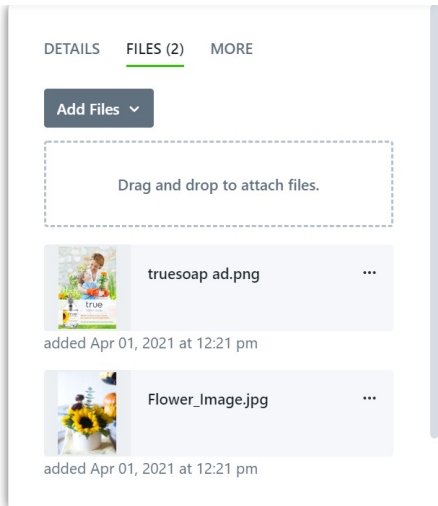 DETAILS FILES (2) MORE
Add Files
Drag and drop to attach files.
truesoap ad.png
true
added Apr 01, 2021 at 12:21 pm
Flower_Image.jpg
added Apr 01, 2021 at 12:21 pm